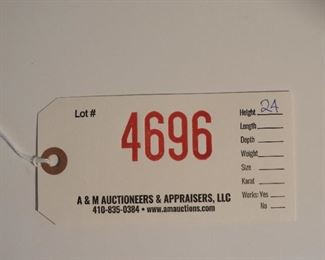 Lot #
4696
Height 24
Length
Depth
Weight
Size
Karat
Works: Yes
No
A & M AUCTIONEERS & APPRAISERS, LLC
410-835-0384 • www.amauctions.com